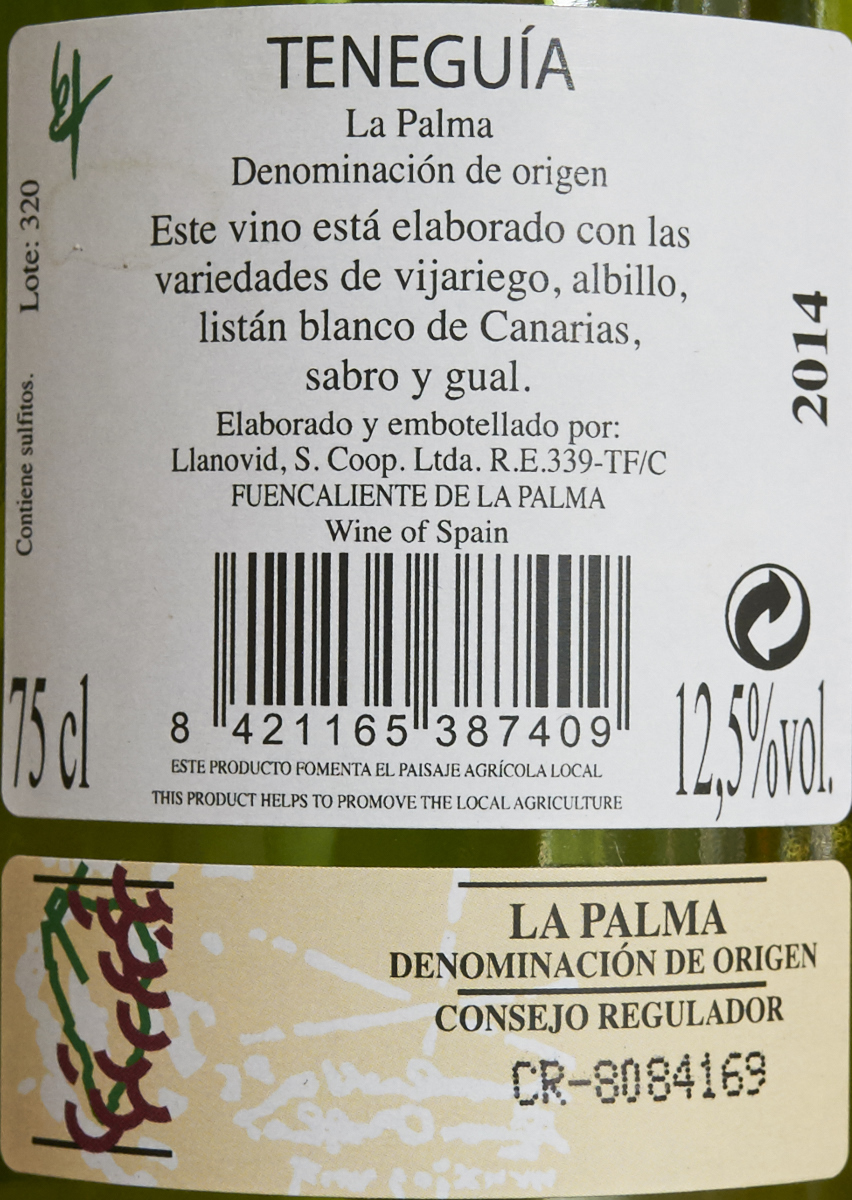 TENEGUÍA
La Palma
Denominación de origen
Este vino está elaborado con las
variedades de vijariego, albillo,
listán blanco de Canarias,
sabro y gual.
Elaborado y embotellado por:
Llanovid, S. Coop. Ltda. R.E.339-TF/C
FUENCALIENTE DE LA PALMA
Wine of Spain
8 421165 387409
ESTE PRODUCTO FOMENTA EL PAISAJE AGRÍCOLA LOCAL
THIS PRODUCT HELPS TO PROMOVE THE LOCAL AGRICULTURE
Contiene sulfitos. Lote: 320
75 cl
2014
12,5%vol.
LA PALMA
DENOMINACIÓN DE ORIGEN
CONSEJO REGULADOR
CR-8084169